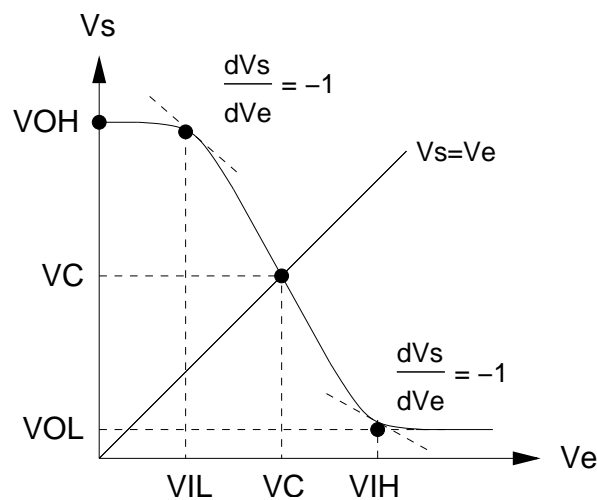 Vs
dVs
dVe
= −1
VOH
Vs=Ve
VC
dVs
dVe
= −1
VOL
Ve
VIL
VC
VIH